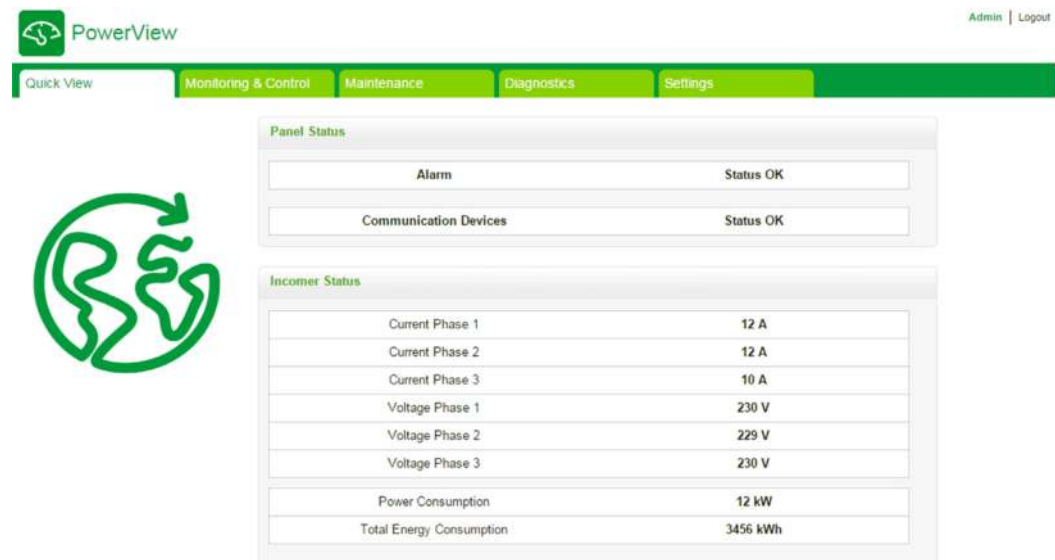 PowerView
Admin | Logout
Quick View Monitoring & Control Maintenance Diagnostics Settings
Panel Status
Alarm Status OK
Communication Devices Status OK
Incomer Status
Current Phase 1 12 A
Current Phase 2 12 A
Current Phase 3 10 A
Voltage Phase 1 230 V
Voltage Phase 2 229 V
Voltage Phase 3 230 V
Power Consumption 12 kW
Total Energy Consumption 3456 kWh